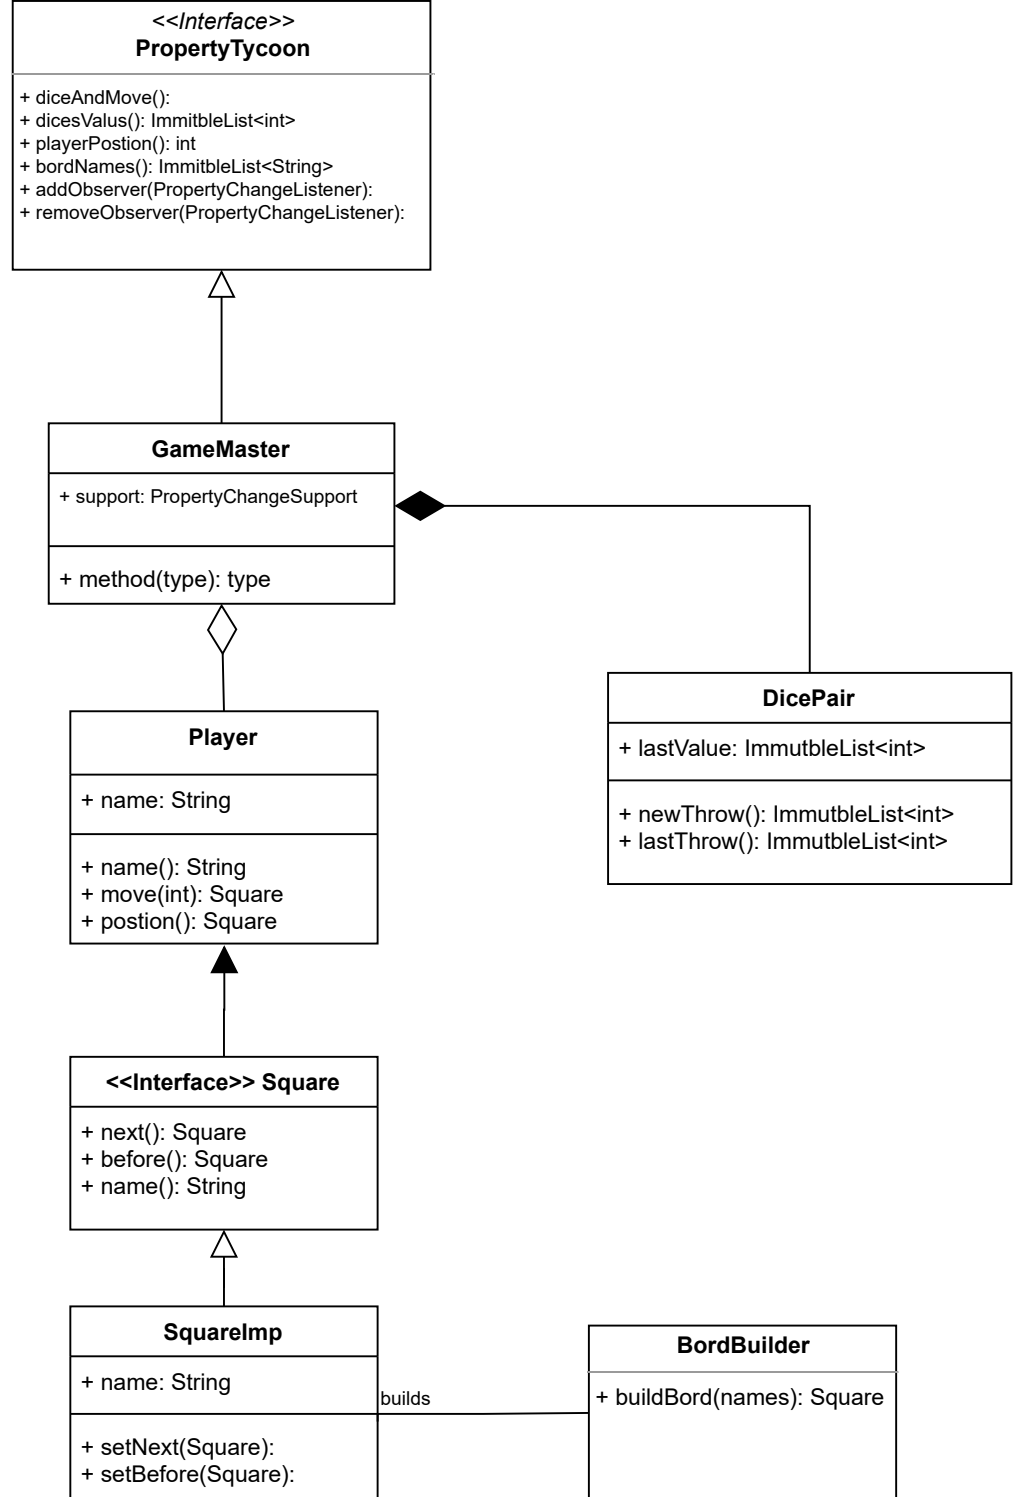 <<Interface>>
PropertyTycoon
+ diceAndMove():
+ dicesValus(): ImmitbleList<int>
+ playerPostion(): int
+ bordNames(): ImmitbleList<String>
+ addObserver(PropertyChangeListener):
+ removeObserver(PropertyChangeListener):
GameMaster
+ support: PropertyChangeSupport
+ method(type): type
DicePair
+ lastValue: ImmutbleList<int>
+ newThrow(): ImmutbleList<int>
+ lastThrow(): ImmutbleList<int>
Player
+ name: String
+ name(): String
+ move(int): Square
+ postion(): Square
<<Interface>> Square
+ next(): Square
+ before(): Square
+ name(): String
SquareImp
+ name: String
+ setNext(Square):
+ setBefore(Square):
builds
BordBuilder
+ buildBord(names): Square